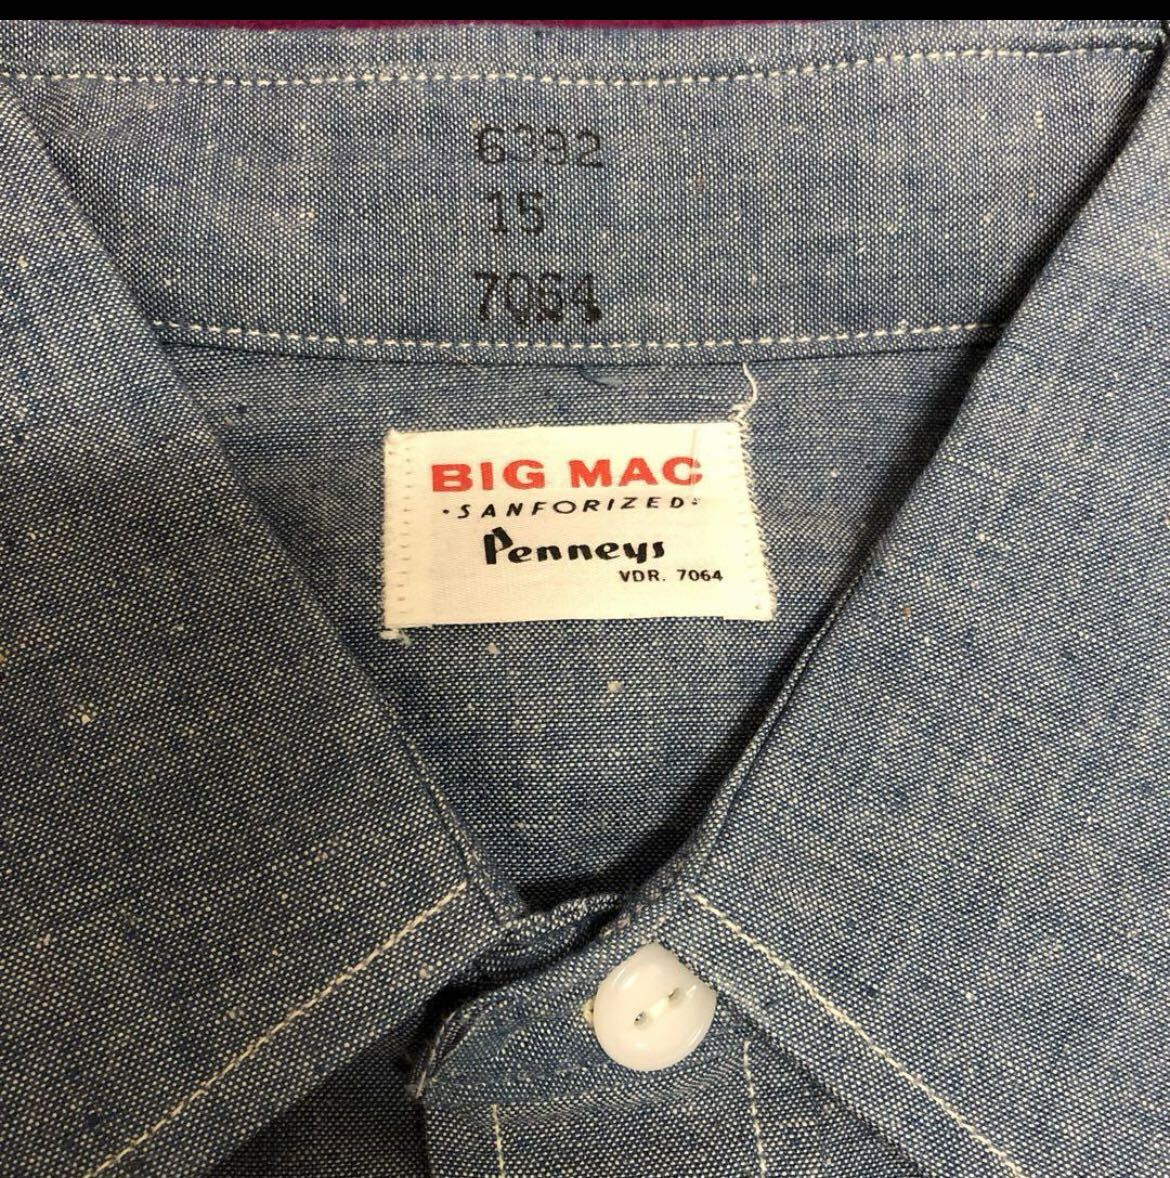 6392
15
7064
BIG MAC
·SANFORIZED·
Penneys
VDR. 7064